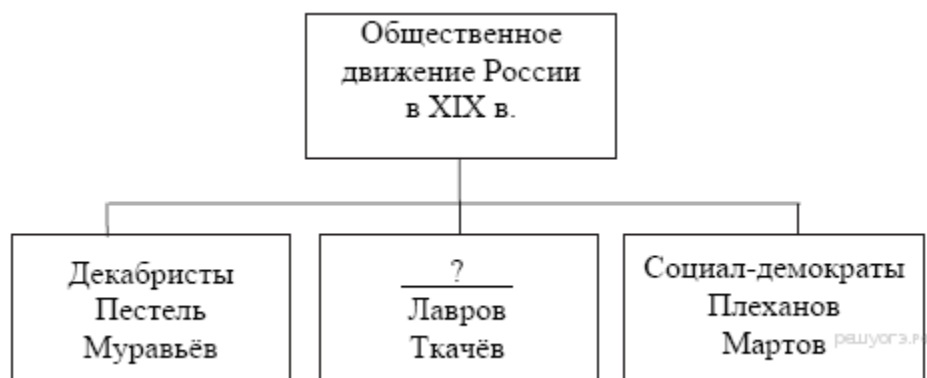 Общественное
движение России
в XIX в.
Декабристы
Пестель
Муравьёв
?
Лавров
Ткачёв
Социал-демократы
Плеханов
Мартов